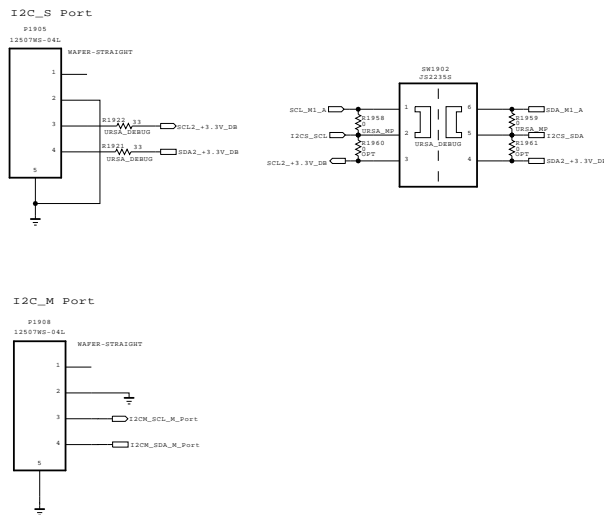 I2C_S Port
P1905
12507WS-04L
WAFER-STRAIGHT
1
2
3
R1922 33
URSA_DEBUG
SCL2_+3.3V_DB
4
R1921 33
URSA_DEBUG
SDA2_+3.3V_DB
5
SW1902
JS2235S
SCL_M1_A
1
6
SDA_M1_A
R1958
0
URSA_MP
R1959
0
URSA_MP
I2CS_SCL
2
5
I2CS_SDA
URSA_DEBUG
R1960
0
OPT
R1961
0
OPT
SCL2_+3.3V_DB
3
4
SDA2_+3.3V_DB
I2C_M Port
P1908
12507WS-04L
WAFER-STRAIGHT
1
2
3
I2CM_SCL_M_Port
4
I2CM_SDA_M_Port
5